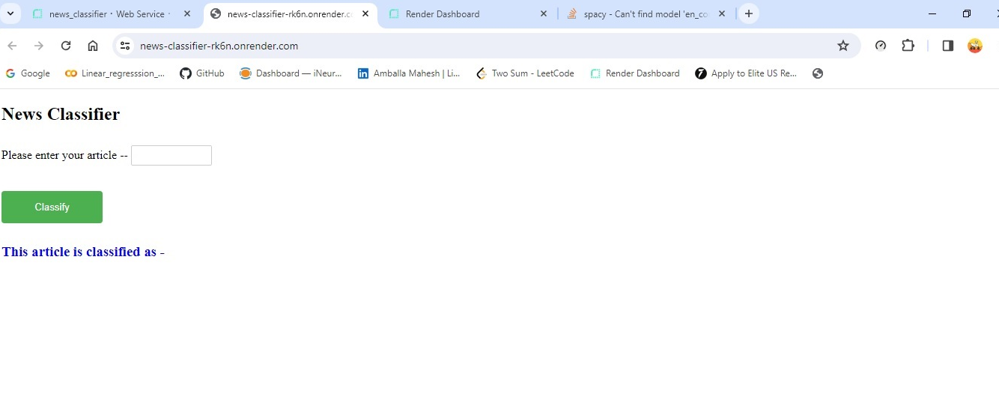 news_classifier · Web Service ·
news-classifier-rk6n.onrender.cc
Render Dashboard
spacy - Can't find model 'en_co
news-classifier-rk6n.onrender.com
Google
Linear_regresssion_...
GitHub
Dashboard — iNeur...
Amballa Mahesh | Li...
Two Sum - LeetCode
Render Dashboard
Apply to Elite US Re...
News Classifier
Please enter your article --
Classify
This article is classified as -